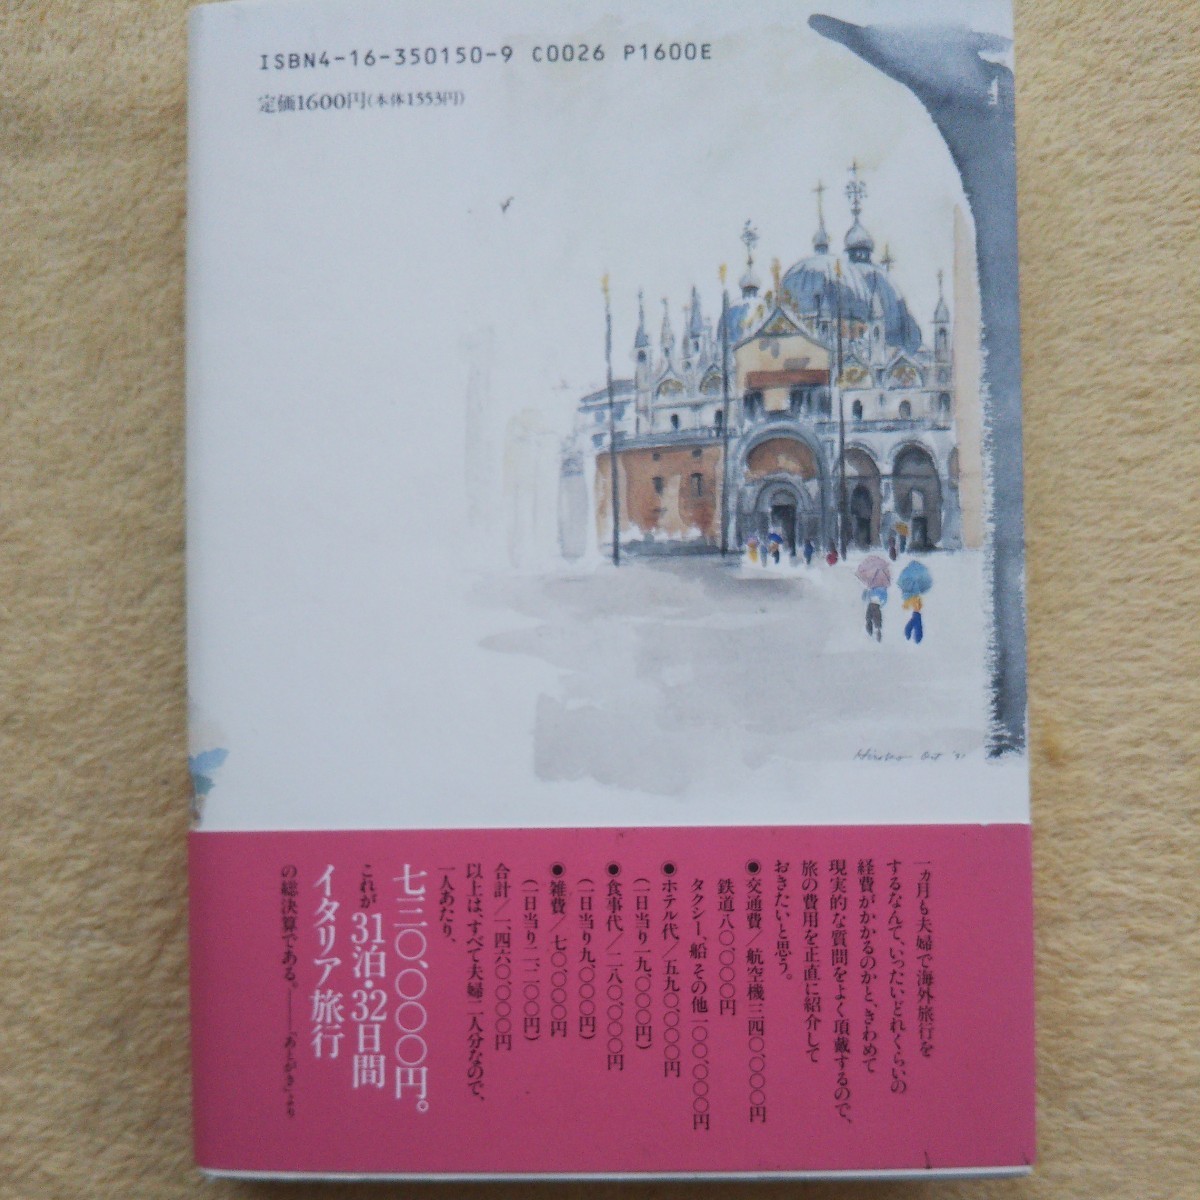 ISBN4-16-350150-9 C0026 P1600E
定価1600円(本体1553円)
一ヵ月も夫婦で海外旅行を
するなんて、いったいどれくらいの
経費がかかるのかと、きわめて
現実的な質問をよく頂戴するので、
旅の費用を正直に紹介して
おきたいと思う。
●交通費/航空機三四〇、〇〇〇円
鉄道八〇、〇〇〇円
タクシー、船 その他一〇〇、〇〇〇円
●ホテル代/五九〇、〇〇〇円
(一日当り一九、〇〇〇円)
●食事代/二八〇、〇〇〇円
(一日当り九、〇〇〇円)
●雑費/七〇、〇〇〇円
(一日当り二、二〇〇円)
合計/一、四六〇、〇〇〇円
以上は、すべて夫婦二人分なので、
一人あたり、
七三〇、〇〇〇円。
これが31泊・32日間
イタリア旅行
の総決算である。――「あとがき」より